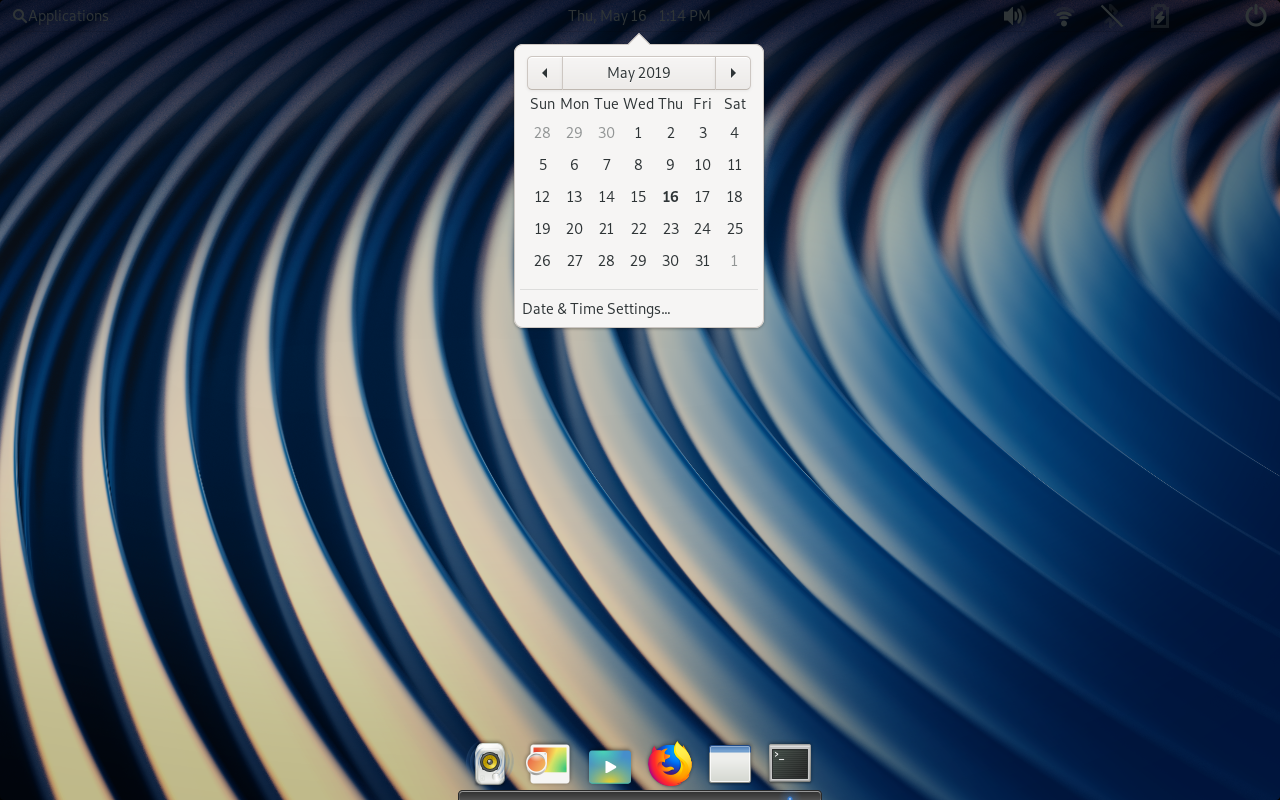 Applications Thu, May 16 1:14 PM
May 2019
Sun Mon Tue Wed Thu Fri Sat
28 29 30 1 2 3 4
5 6 7 8 9 10 11
12 13 14 15 16 17 18
19 20 21 22 23 24 25
26 27 28 29 30 31 1
Date & Time Settings...
>_